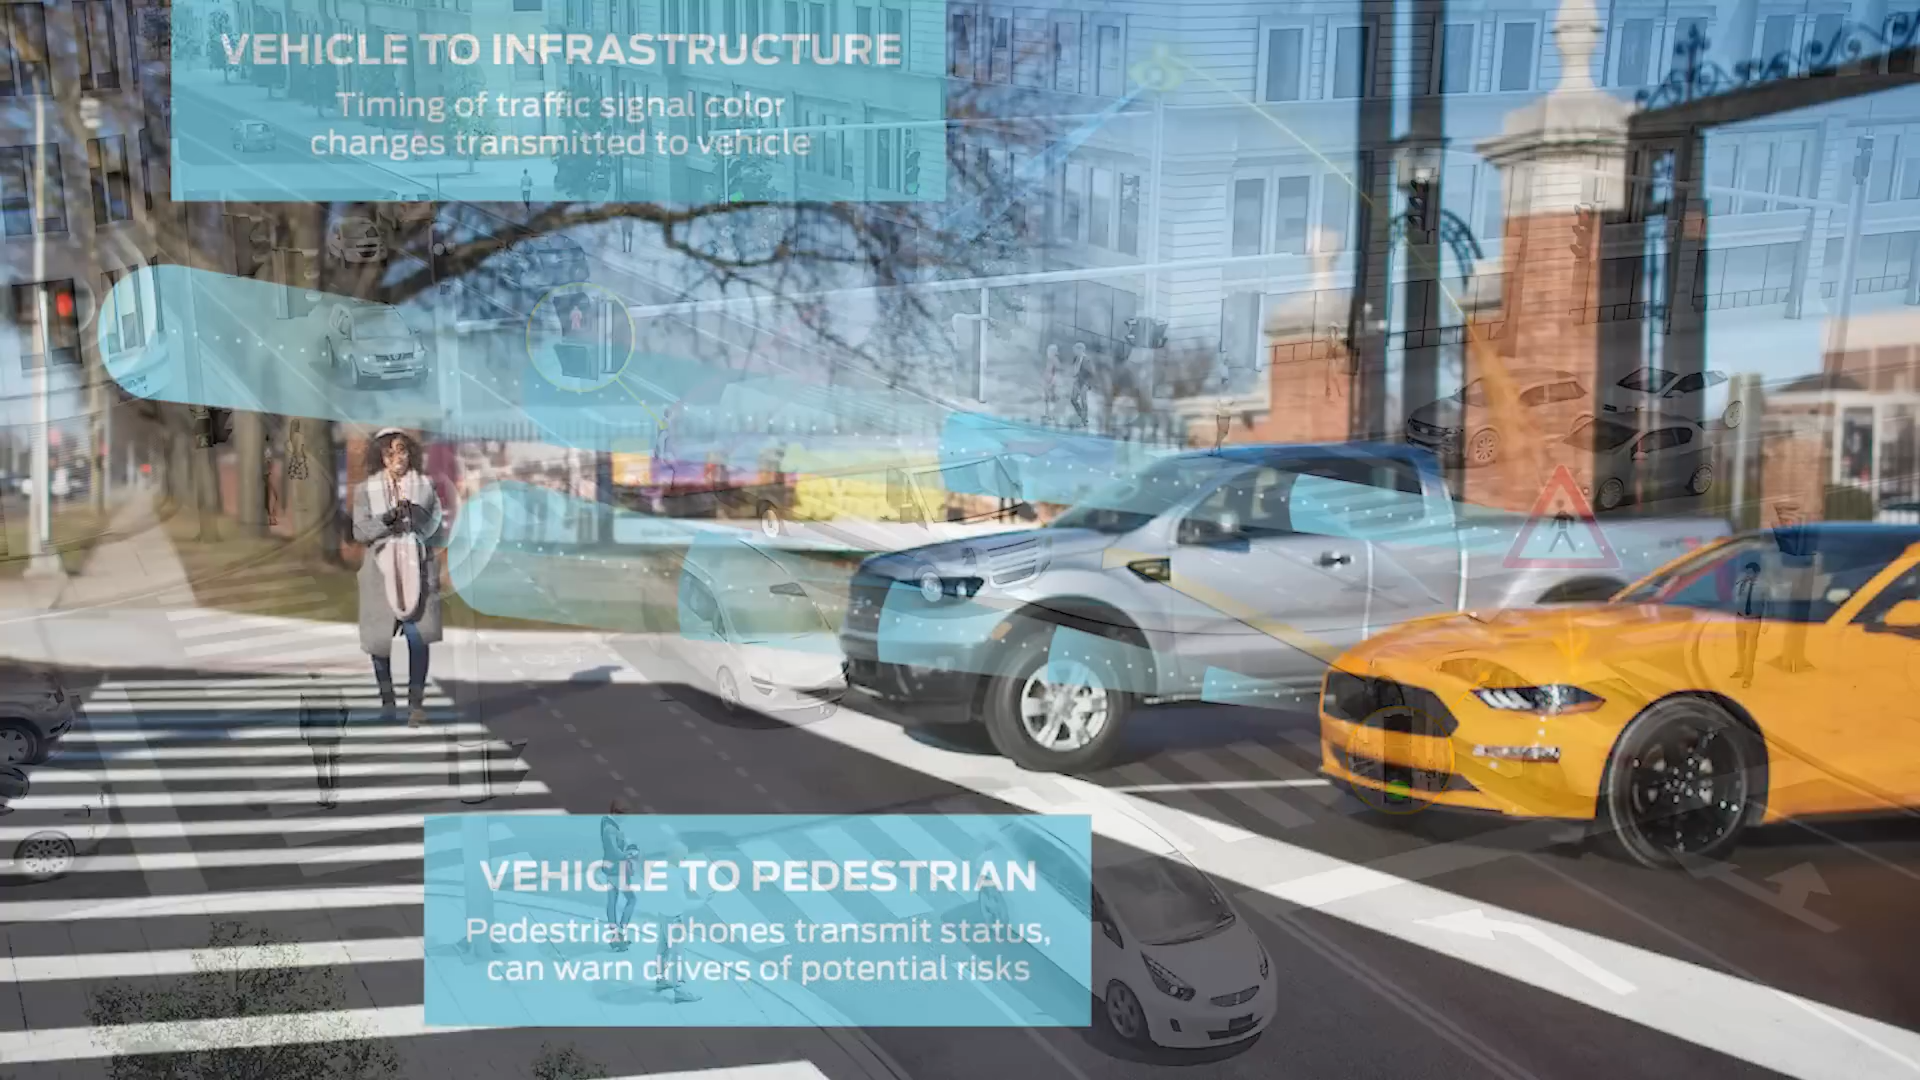 VEHICLE TO INFRASTRUCTURE
Timing of traffic signal color
changes transmitted to vehicle
VEHICLE TO PEDESTRIAN
Pedestrians phones transmit status,
can warn drivers of potential risks